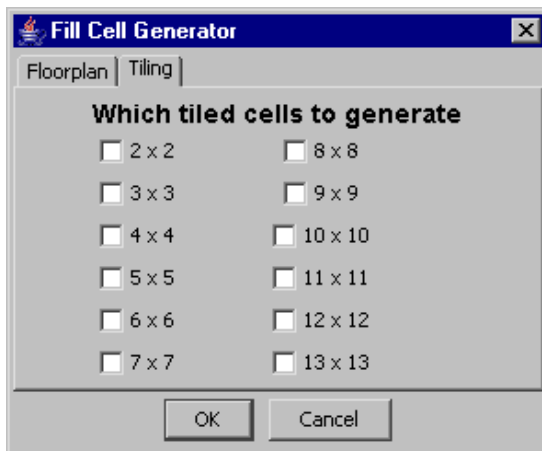 Fill Cell Generator
Floorplan Tiling
Which tiled cells to generate
2 x 2 8 x 8
3 x 3 9 x 9
4 x 4 10 x 10
5 x 5 11 x 11
6 x 6 12 x 12
7 x 7 13 x 13
OK Cancel